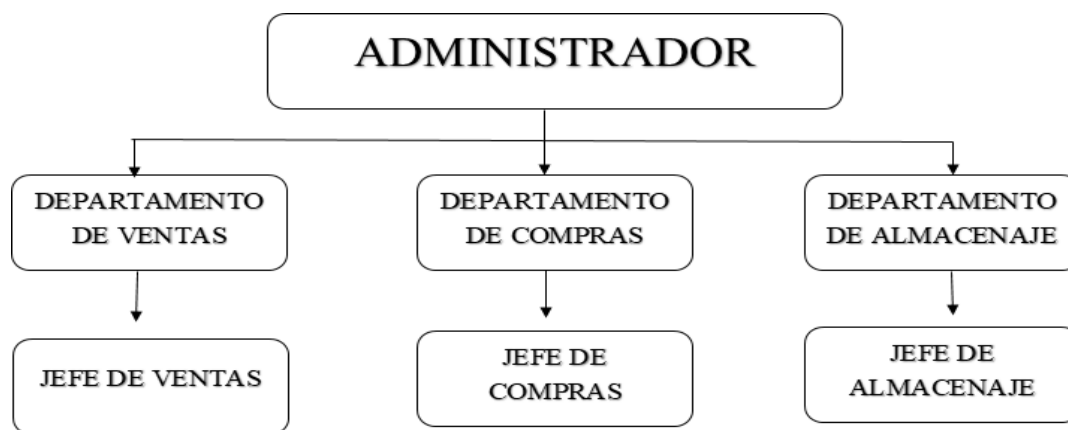 ADMINISTRADOR
DEPARTAMENTO
DE VENTAS
DEPARTAMENTO
DE COMPRAS
DEPARTAMENTO
DE ALMACENAJE
JEFE DE VENTAS
JEFE DE
COMPRAS
JEFE DE
ALMACENAJE